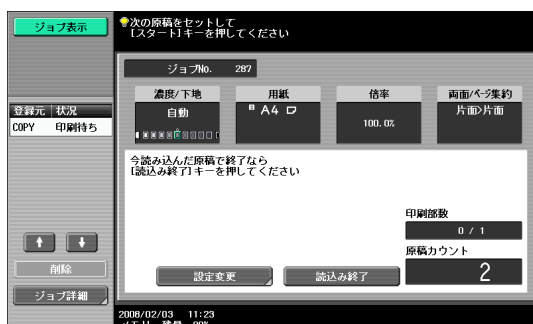 ジョブ表示
次の原稿をセットして
[スタート]キーを押してください
ジョブNo. 287
濃度/下地
用紙
倍率
両面/ページ集約
自動
A4
100.0%
片面>片面
登録元 状況
COPY 印刷待ち
今読み込んだ原稿で終了なら
[読込み終了]キーを押してください
印刷部数
0 / 1
原稿カウント
2
削除
設定変更
読込み終了
ジョブ詳細
2008/02/03 11:23